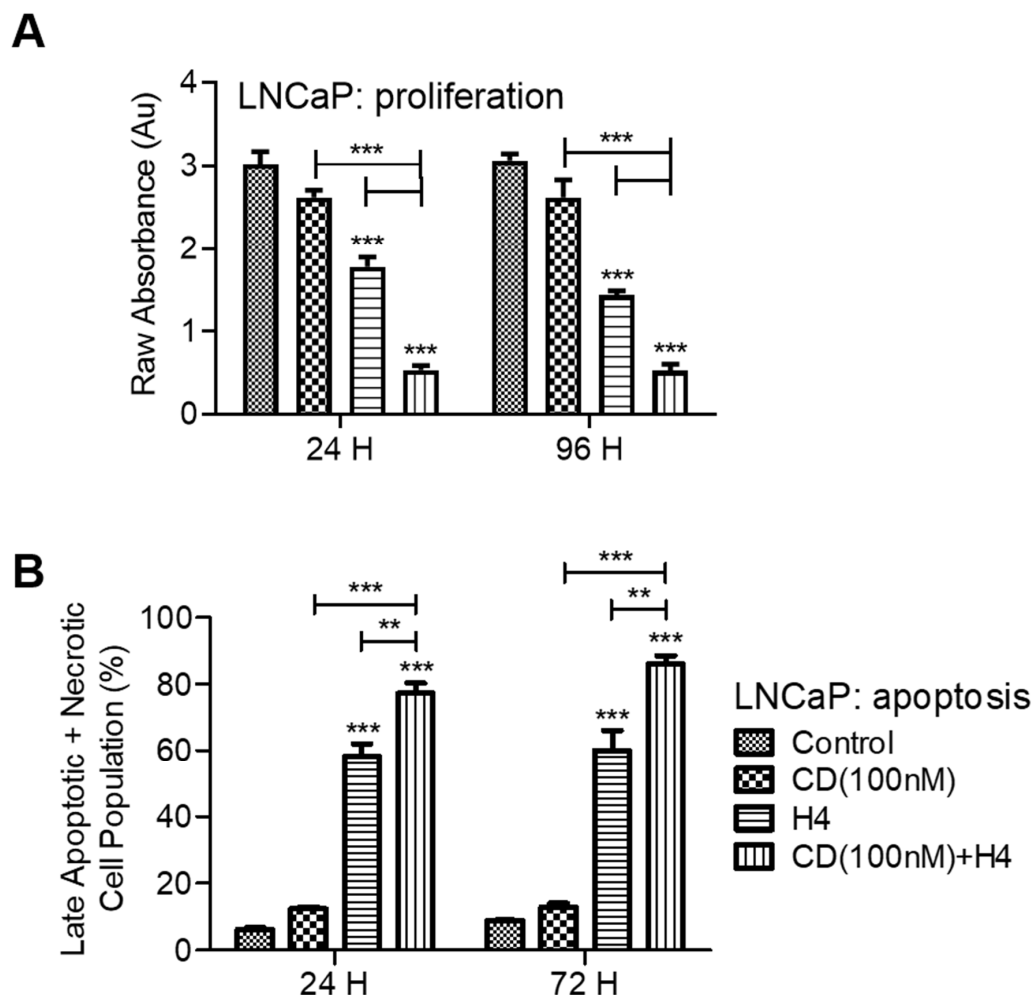 A
LNCaP: proliferation
Raw Absorbance (Au)
4
3
2
1
0
***
***
***
***
***
***
24 H
96 H
B
Late Apoptotic + Necrotic
Cell Population (%)
100
80
60
40
20
0
***
**
***
***
***
**
***
***
24 H
72 H
LNCaP: apoptosis
Control
CD(100nM)
H4
CD(100nM)+H4